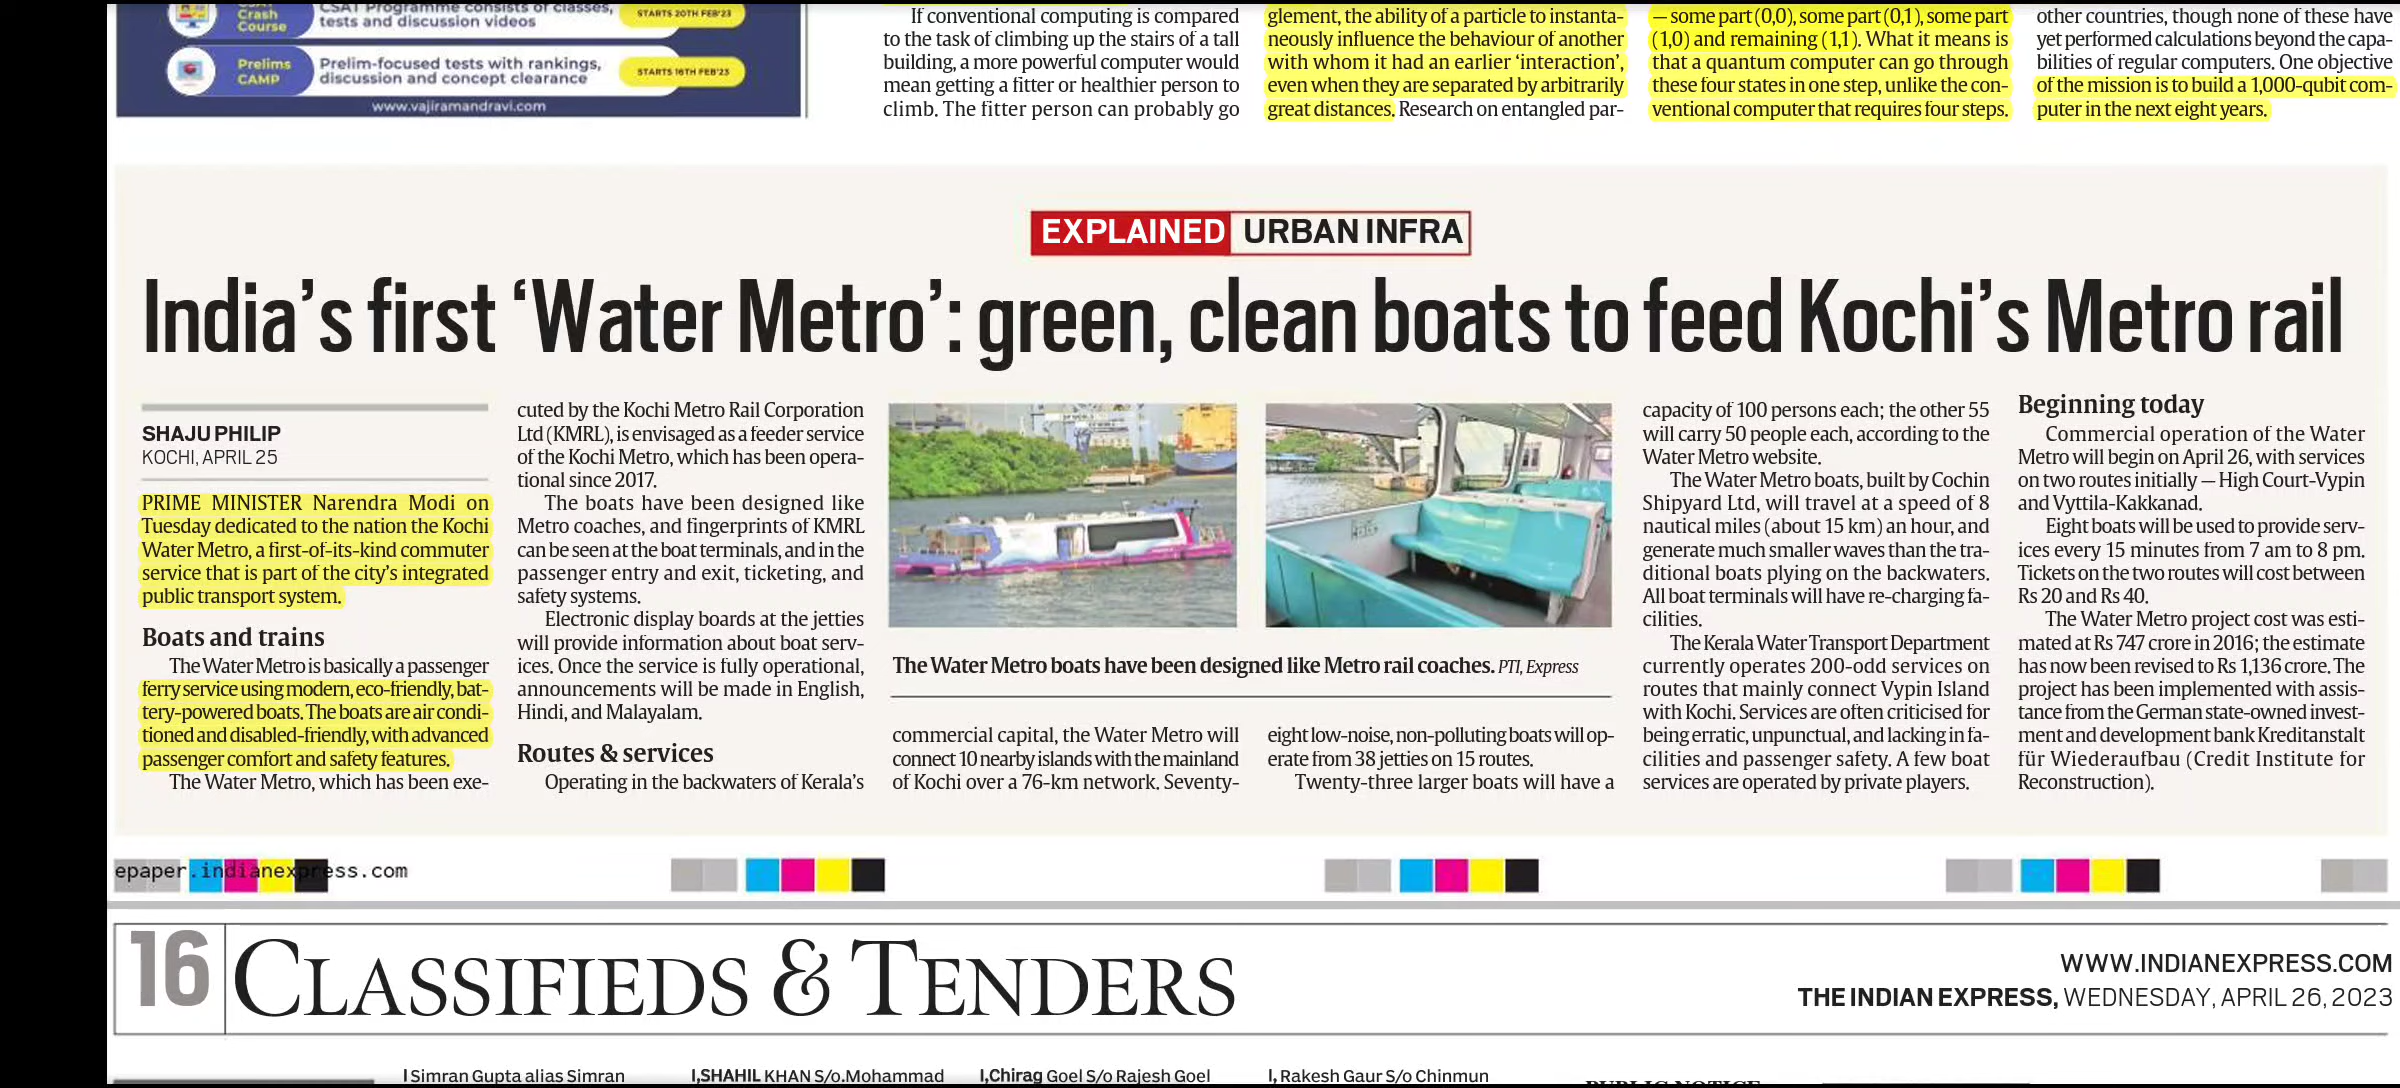 CSAT
Crash
Course
CSAT Programme consists of classes,
tests and discussion videos
STARTS 20TH FEB'23
Prelims
CAMP
Prelim-focused tests with rankings,
discussion and concept clearance
STARTS 16TH FEB'23
www.vajiramandravi.com
If conventional computing is compared
to the task of climbing up the stairs of a tall
building, a more powerful computer would
mean getting a fitter or healthier person to
climb. The fitter person can probably go
glement, the ability of a particle to instanta-
neously influence the behaviour of another
with whom it had an earlier ‘interaction’,
even when they are separated by arbitrarily
great distances. Research on entangled par-
— some part (0,0), some part (0,1), some part
(1,0) and remaining (1,1). What it means is
that a quantum computer can go through
these four states in one step, unlike the con-
ventional computer that requires four steps.
other countries, though none of these have
yet performed calculations beyond the capa-
bilities of regular computers. One objective
of the mission is to build a 1,000-qubit com-
puter in the next eight years.
EXPLAINED URBAN INFRA
India’s first ‘Water Metro’: green, clean boats to feed Kochi’s Metro rail
SHAJU PHILIP
KOCHI, APRIL 25
PRIME MINISTER Narendra Modi on
Tuesday dedicated to the nation the Kochi
Water Metro, a first-of-its-kind commuter
service that is part of the city’s integrated
public transport system.
Boats and trains
The Water Metro is basically a passenger
ferry service using modern, eco-friendly, bat-
tery-powered boats. The boats are air condi-
tioned and disabled-friendly, with advanced
passenger comfort and safety features.
The Water Metro, which has been exe-
cuted by the Kochi Metro Rail Corporation
Ltd (KMRL), is envisaged as a feeder service
of the Kochi Metro, which has been opera-
tional since 2017.
The boats have been designed like
Metro coaches, and fingerprints of KMRL
can be seen at the boat terminals, and in the
passenger entry and exit, ticketing, and
safety systems.
Electronic display boards at the jetties
will provide information about boat serv-
ices. Once the service is fully operational,
announcements will be made in English,
Hindi, and Malayalam.
Routes & services
Operating in the backwaters of Kerala’s
The Water Metro boats have been designed like Metro rail coaches. PTI, Express
commercial capital, the Water Metro will
connect 10 nearby islands with the mainland
of Kochi over a 76-km network. Seventy-
eight low-noise, non-polluting boats will op-
erate from 38 jetties on 15 routes.
Twenty-three larger boats will have a
capacity of 100 persons each; the other 55
will carry 50 people each, according to the
Water Metro website.
The Water Metro boats, built by Cochin
Shipyard Ltd, will travel at a speed of 8
nautical miles (about 15 km) an hour, and
generate much smaller waves than the tra-
ditional boats plying on the backwaters.
All boat terminals will have re-charging fa-
cilities.
The Kerala Water Transport Department
currently operates 200-odd services on
routes that mainly connect Vypin Island
with Kochi. Services are often criticised for
being erratic, unpunctual, and lacking in fa-
cilities and passenger safety. A few boat
services are operated by private players.
Beginning today
Commercial operation of the Water
Metro will begin on April 26, with services
on two routes initially — High Court-Vypin
and Vyttila-Kakkanad.
Eight boats will be used to provide serv-
ices every 15 minutes from 7 am to 8 pm.
Tickets on the two routes will cost between
Rs 20 and Rs 40.
The Water Metro project cost was esti-
mated at Rs 747 crore in 2016; the estimate
has now been revised to Rs 1,136 crore. The
project has been implemented with assis-
tance from the German state-owned invest-
ment and development bank Kreditanstalt
für Wiederaufbau (Credit Institute for
Reconstruction).
epaper.indianexpress.com
16 CLASSIFIEDS & TENDERS
WWW.INDIANEXPRESS.COM
THE INDIAN EXPRESS, WEDNESDAY, APRIL 26, 2023
I Simran Gupta alias Simran
I,SHAHIL KHAN S/o.Mohammad
I,Chirag Goel S/o Rajesh Goel
I, Rakesh Gaur S/o Chinmun
PUBLIC NOTICE